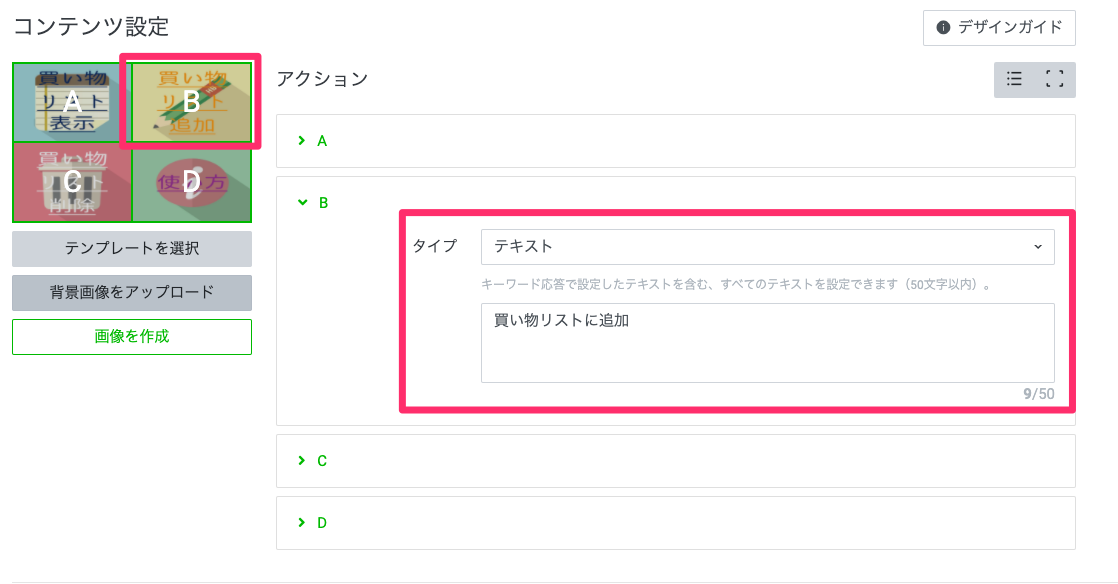 コンテンツ設定
デザインガイド
買い物
リスト
表示
A
買い物
リスト
追加
B
買い物
リスト
削除
C
使い方
D
テンプレートを選択
背景画像をアップロード
画像を作成
アクション
A
B
タイプ
テキスト
キーワード応答で設定したテキストを含む、すべてのテキストを設定できます（50文字以内）。
買い物リストに追加
9/50
C
D